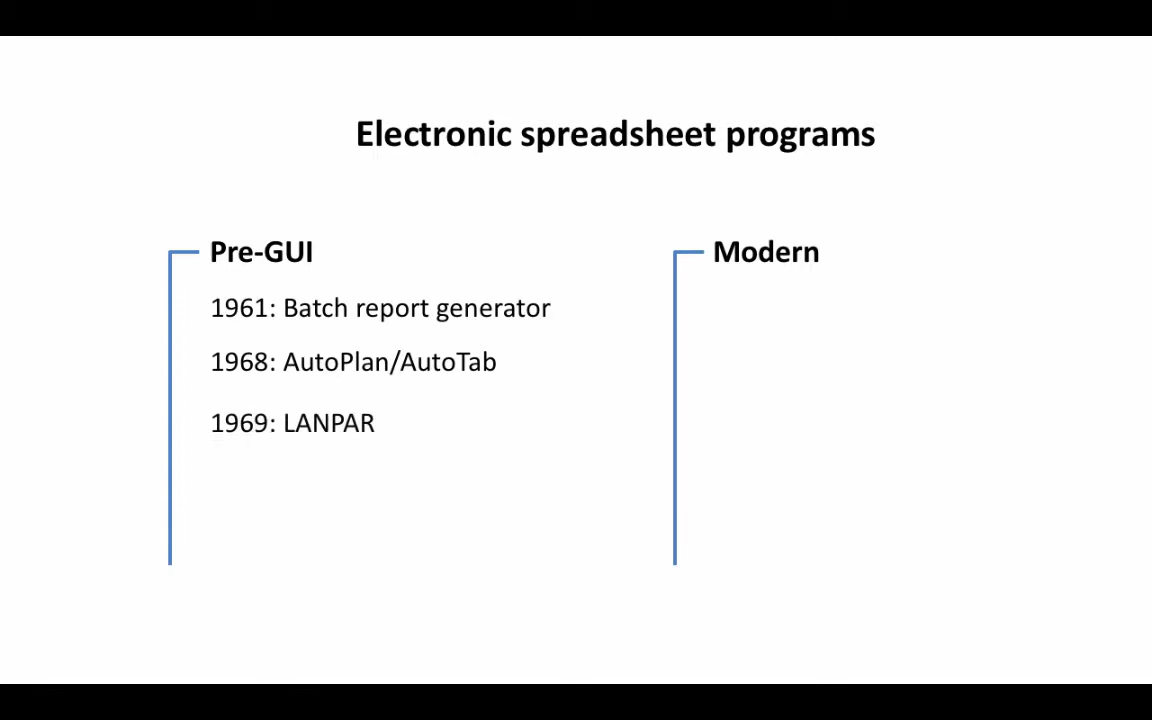 Electronic spreadsheet programs
Pre-GUI
1961: Batch report generator
1968: AutoPlan/AutoTab
1969: LANPAR
Modern